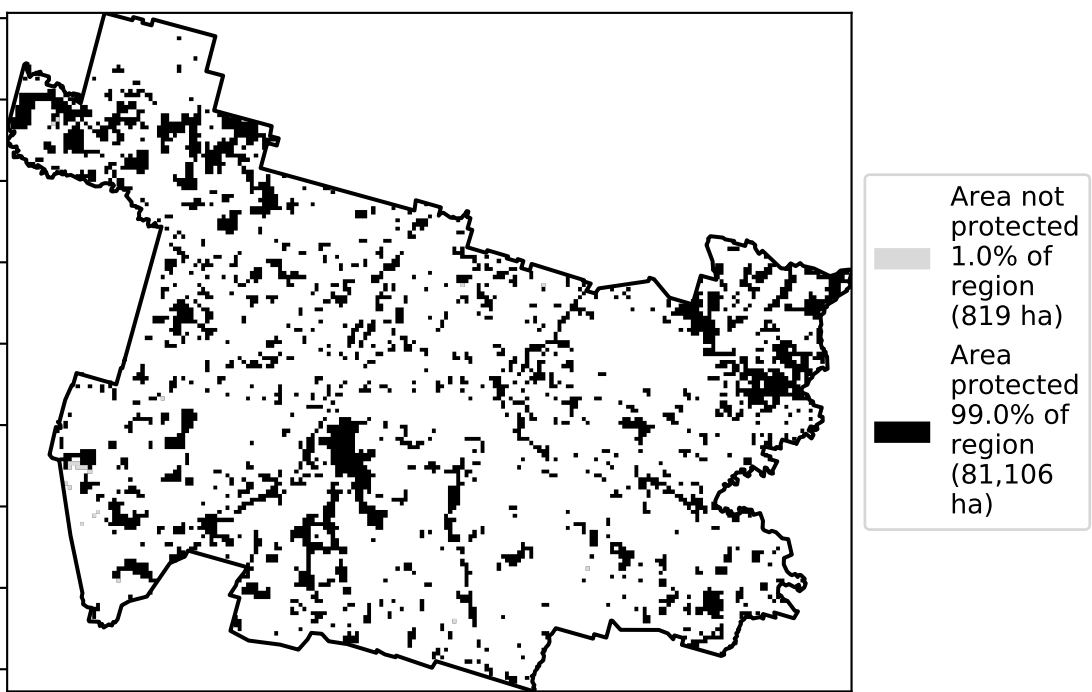 Area not
protected
1.0% of
region
(819 ha)
Area
protected
99.0% of
region
(81,106
ha)